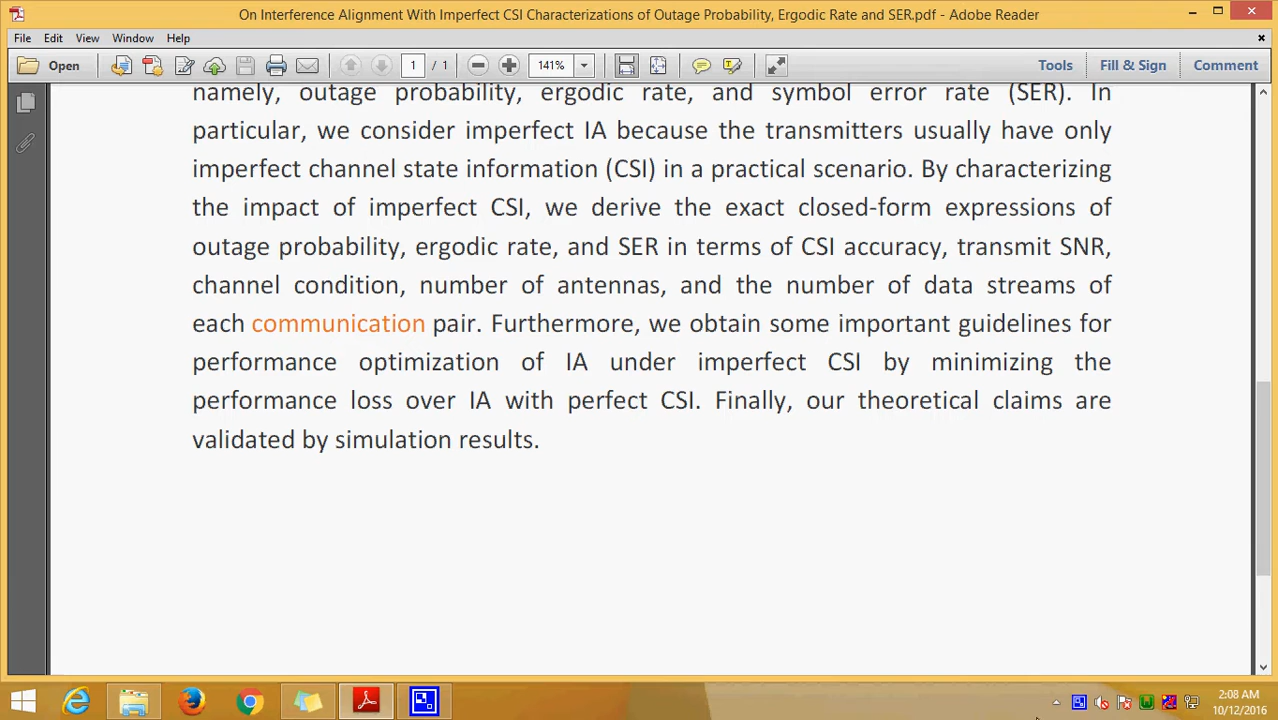 On Interference Alignment With Imperfect CSI Characterizations of Outage Probability, Ergodic Rate and SER.pdf - Adobe Reader
File Edit View Window Help
Open 1 / 1 141% Tools Fill & Sign Comment
namely, outage probability, ergodic rate, and symbol error rate (SER). In
particular, we consider imperfect IA because the transmitters usually have only
imperfect channel state information (CSI) in a practical scenario. By characterizing
the impact of imperfect CSI, we derive the exact closed-form expressions of
outage probability, ergodic rate, and SER in terms of CSI accuracy, transmit SNR,
channel condition, number of antennas, and the number of data streams of
each communication pair. Furthermore, we obtain some important guidelines for
performance optimization of IA under imperfect CSI by minimizing the
performance loss over IA with perfect CSI. Finally, our theoretical claims are
validated by simulation results.
2:08 AM
10/12/2016